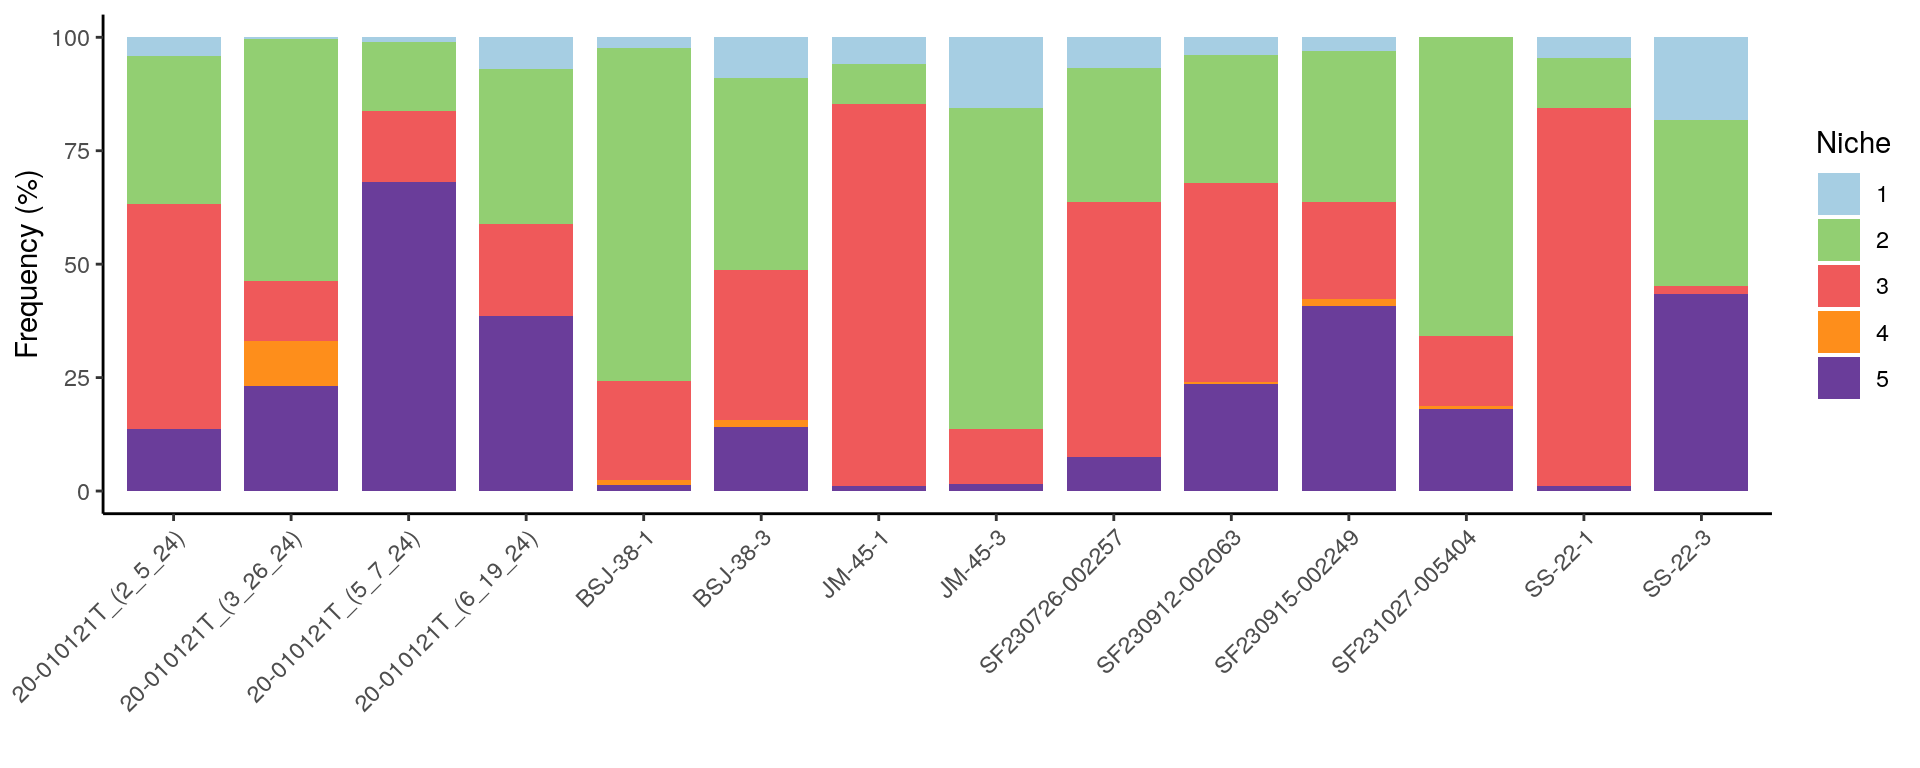 Frequency (%)
100
75
50
25
0
20-010121T_(2_5_24)
20-010121T_(3_26_24)
20-010121T_(5_7_24)
20-010121T_(6_19_24)
BSJ-38-1
BSJ-38-3
JM-45-1
JM-45-3
SF230726-002257
SF230912-002063
SF230915-002249
SF231027-005404
SS-22-1
SS-22-3
Niche
1
2
3
4
5